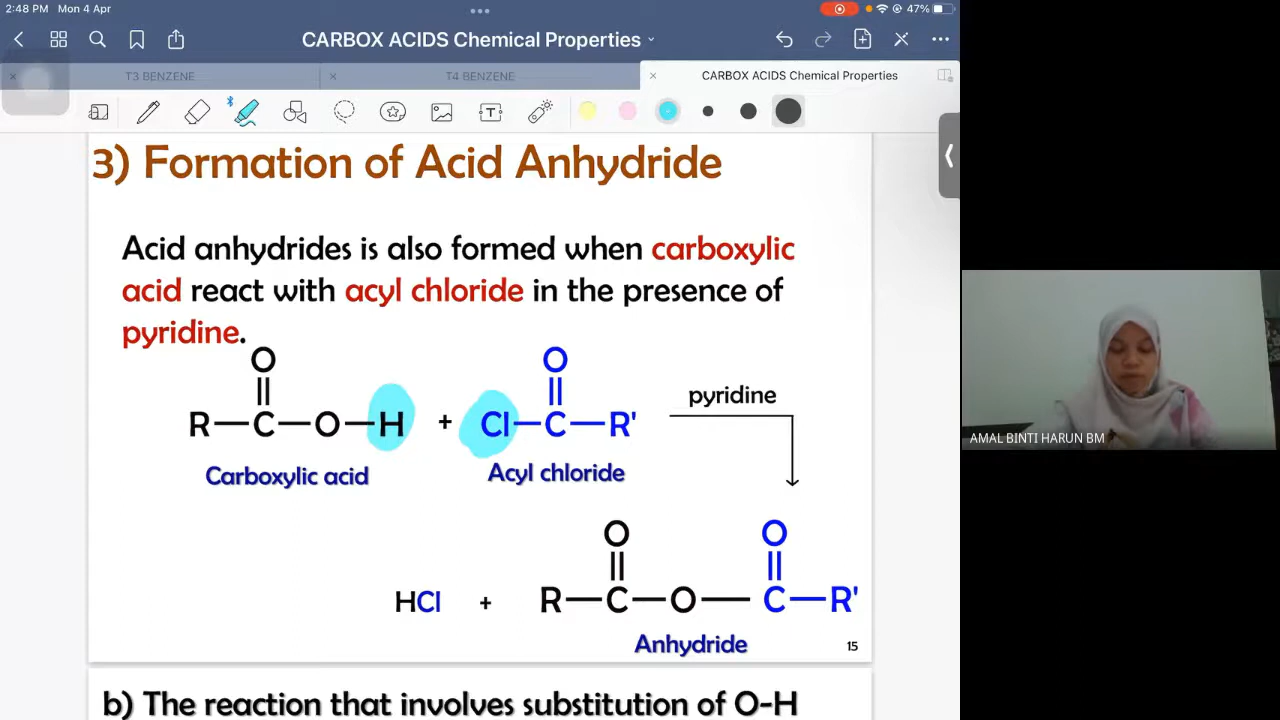 2:48 PM Mon 4 Apr
47%
CARBOX ACIDS Chemical Properties
T3 BENZENE
T4 BENZENE
CARBOX ACIDS Chemical Properties
3) Formation of Acid Anhydride
Acid anhydrides is also formed when carboxylic
acid react with acyl chloride in the presence of
pyridine.
O O
R C O H + Cl C R'
pyridine
Carboxylic acid Acyl chloride
O O
HCl + R C O C R'
Anhydride
15
b) The reaction that involves substitution of O-H
AMAL BINTI HARUN BM